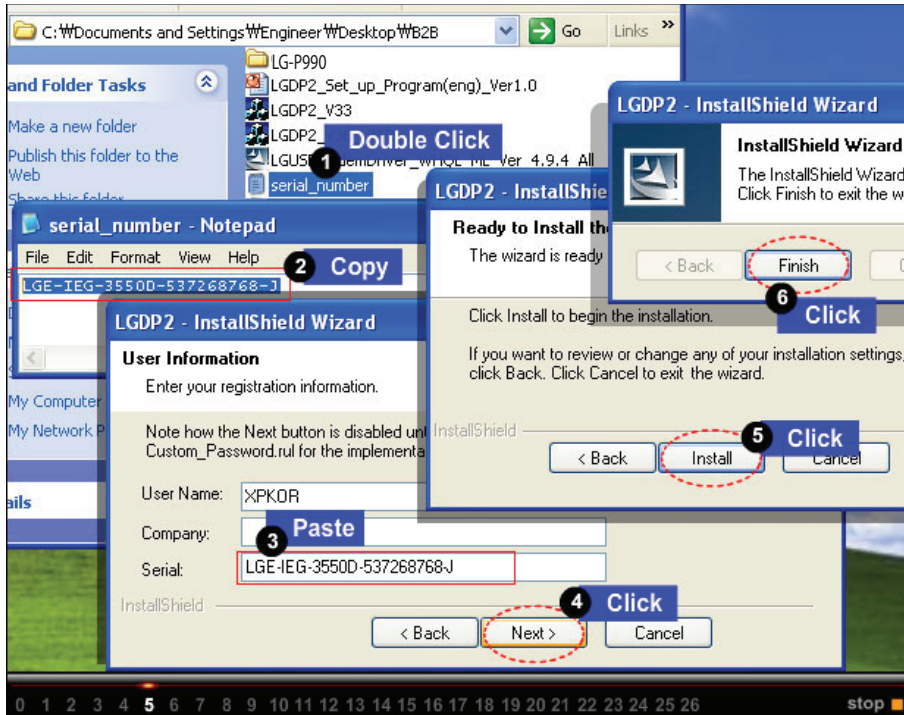 C:₩Documents and Settings₩Engineer₩Desktop₩B2B
Go
Links »
and Folder Tasks
Make a new folder
Publish this folder to the
Web
Share this folder
LG-P990
LGDP2_Set_up_Program(eng)_Ver1.0
LGDP2_V33
LGDP2_
Ver_4.9.4_All
serial_number
1 Double Click
serial_number - Notepad
File Edit Format View Help
2 Copy
LGE-IEG-3550D-537268768-J
My Computer
My Network P
ails
LGDP2 - InstallShield Wizard
User Information
Enter your registration information.
Note how the Next button is disabled unt
Custom_Password.rul for the implementa
User Name: XPKOR
Company:
3 Paste
Serial: LGE-IEG-3550D-537268768-J
InstallShield
< Back
Next >
Cancel
4 Click
LGDP2 - InstallShie
Ready to Install th
The wizard is ready
Click Install to begin the installation.
If you want to review or change any of your installation settings,
click Back. Click Cancel to exit the wizard.
InstallShield
5 Click
< Back
Install
Cancel
LGDP2 - InstallShield Wizard
InstallShield Wizard
The InstallShield Wizard
Click Finish to exit the w
< Back
Finish
6 Click
0 1 2 3 4 5 6 7 8 9 10 11 12 13 14 15 16 17 18 19 20 21 22 23 24 25 26
stop